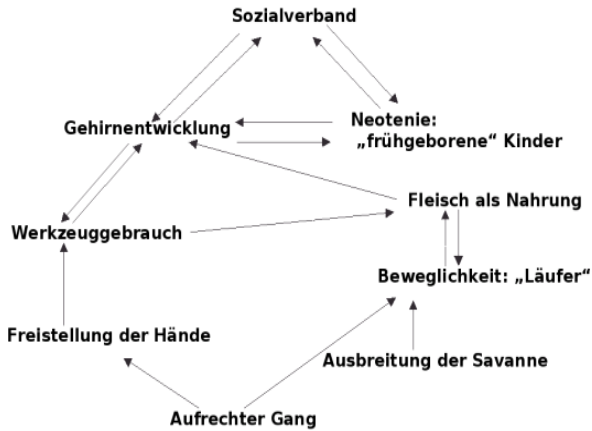 Sozialverband
Gehirnentwicklung
Neotenie:
„frühgeborene“ Kinder
Fleisch als Nahrung
Werkzeuggebrauch
Beweglichkeit: „Läufer“
Freistellung der Hände
Ausbreitung der Savanne
Aufrechter Gang